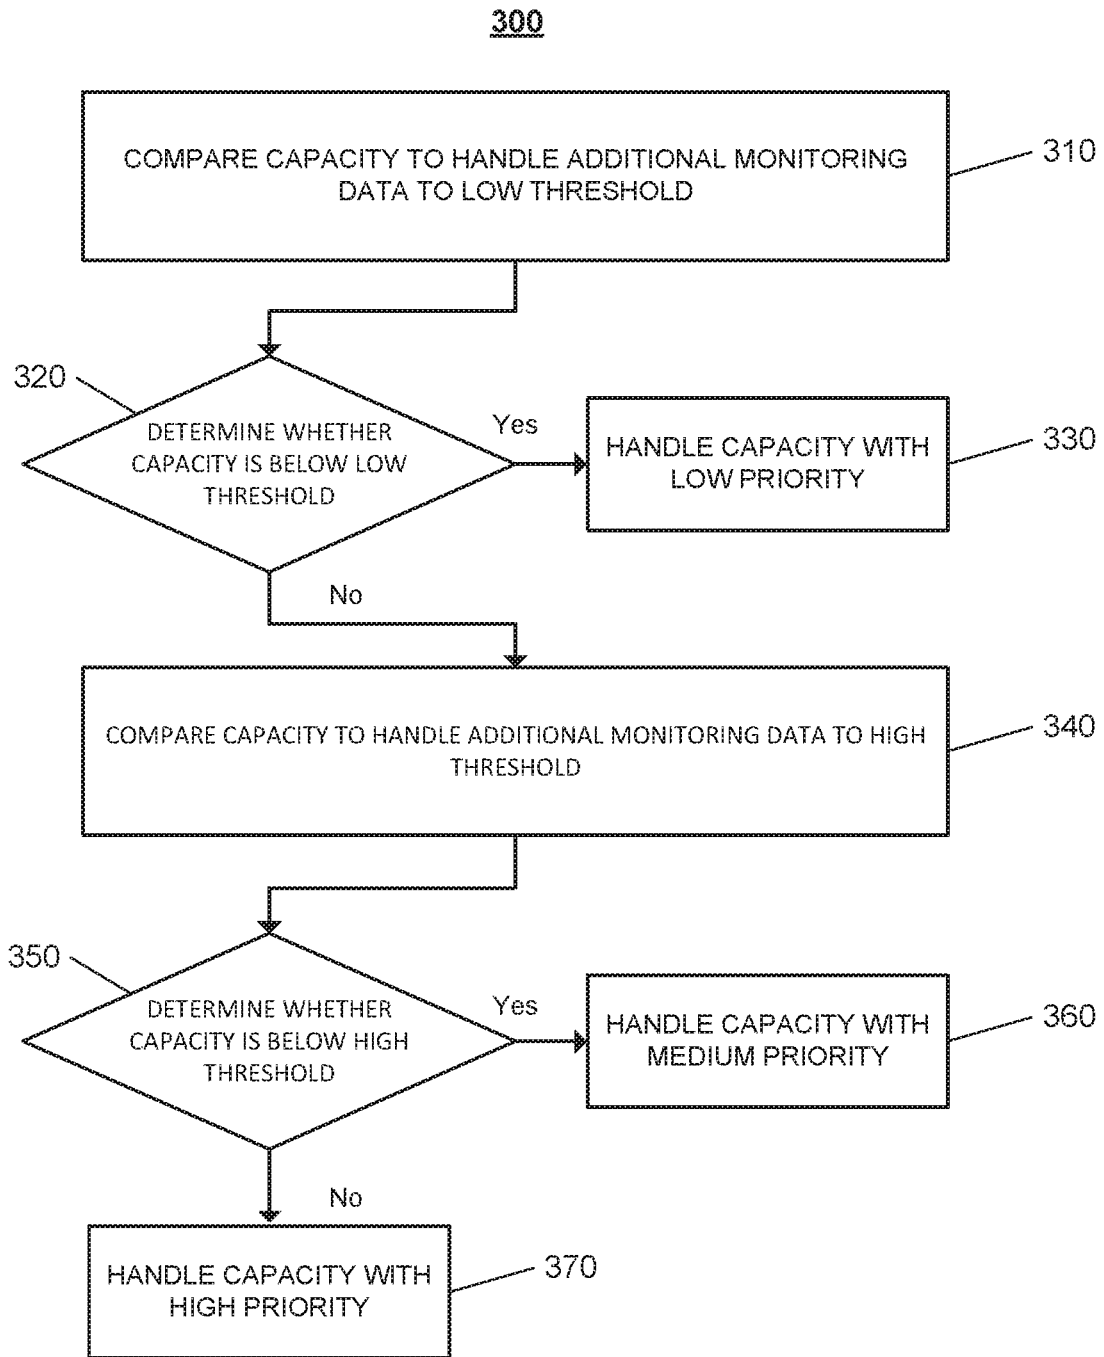 300
COMPARE CAPACITY TO HANDLE ADDITIONAL MONITORING
DATA TO LOW THRESHOLD
310
320
DETERMINE WHETHER
CAPACITY IS BELOW LOW
THRESHOLD
Yes
HANDLE CAPACITY WITH
LOW PRIORITY
330
No
COMPARE CAPACITY TO HANDLE ADDITIONAL MONITORING DATA TO HIGH
THRESHOLD
340
350
DETERMINE WHETHER
CAPACITY IS BELOW HIGH
THRESHOLD
Yes
HANDLE CAPACITY WITH
MEDIUM PRIORITY
360
No
HANDLE CAPACITY WITH
HIGH PRIORITY
370